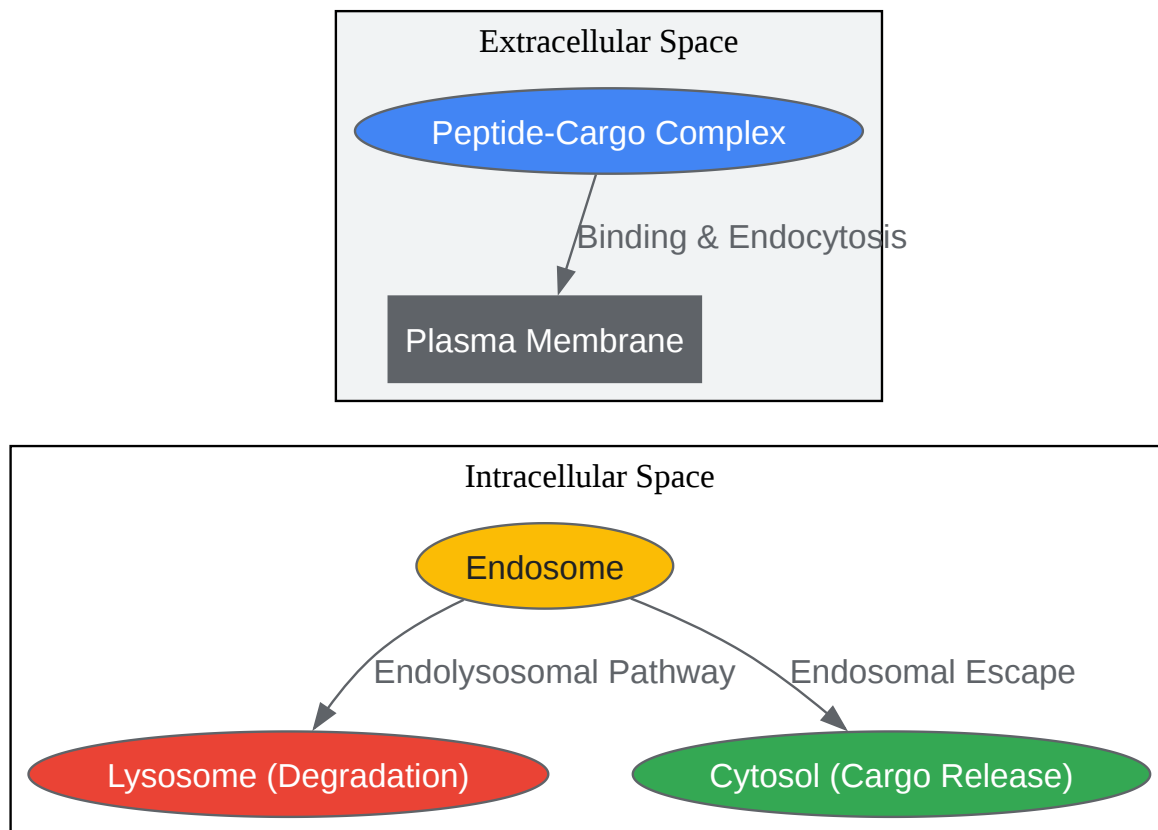 Extracellular Space
Peptide-Cargo Complex
Binding & Endocytosis
Plasma Membrane
Intracellular Space
Endosome
Endolysosomal Pathway
Endosomal Escape
Lysosome (Degradation)
Cytosol (Cargo Release)